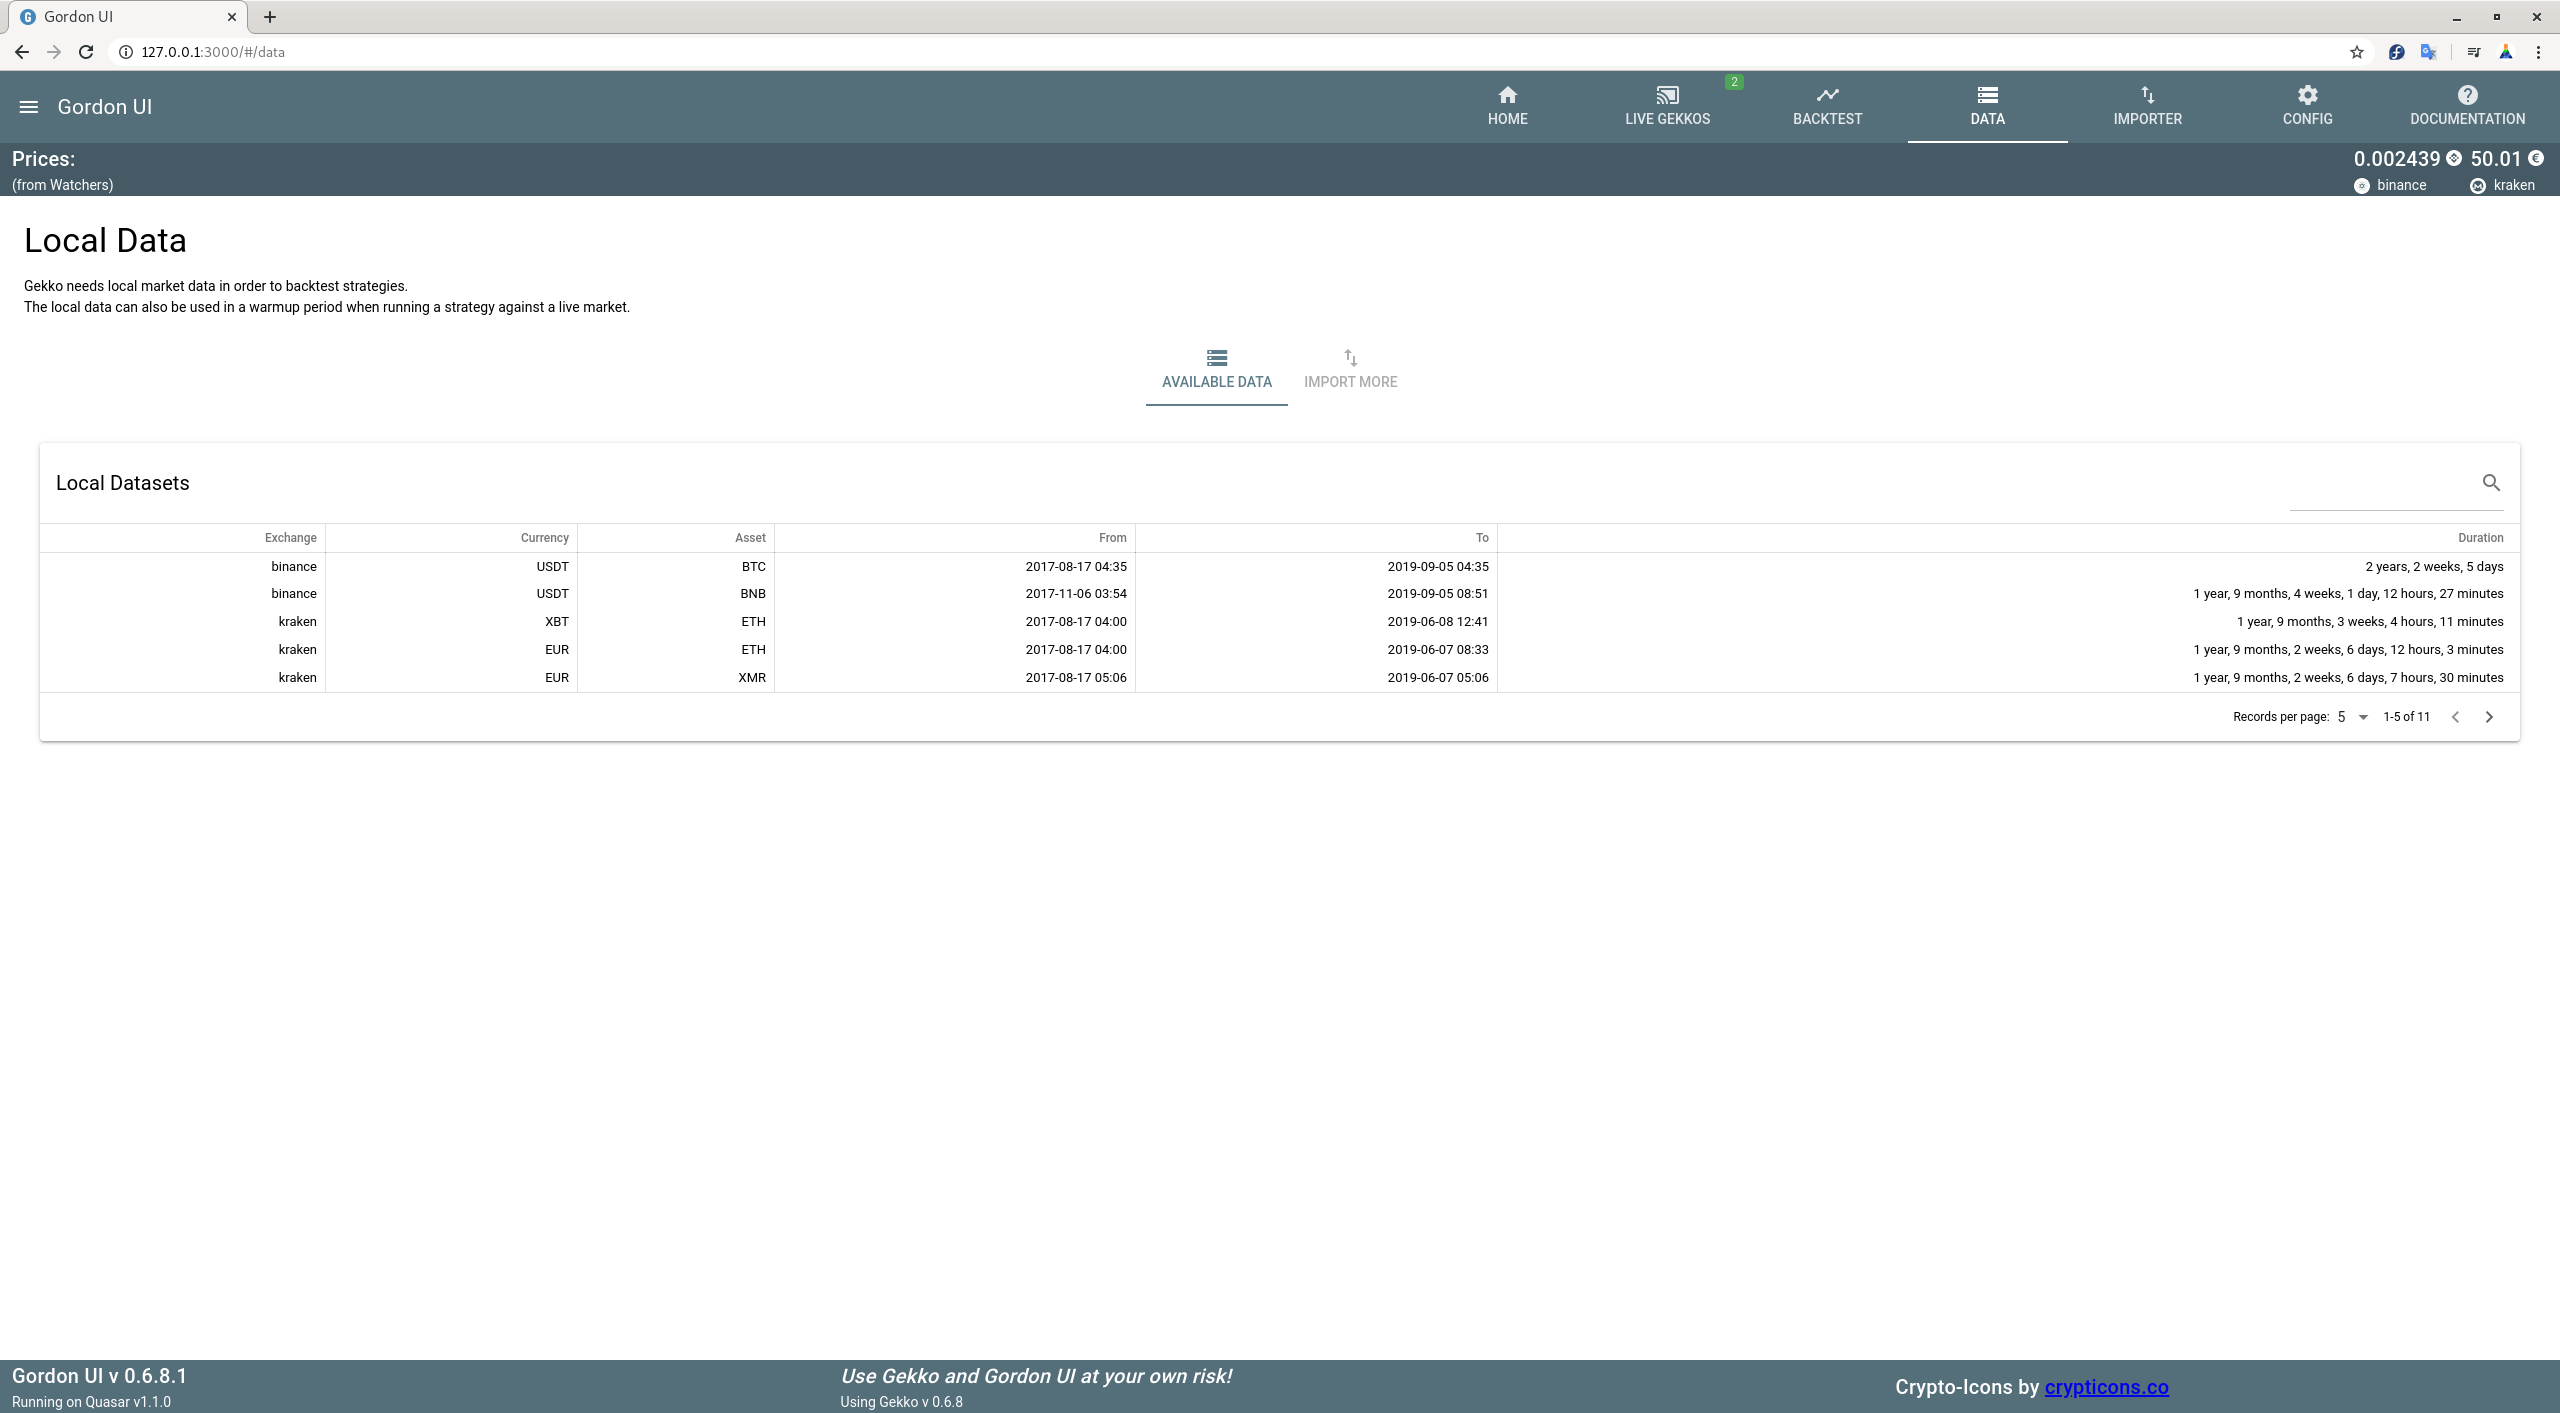 Gordon UI
127.0.0.1:3000/#/data
Gordon UI
HOME
LIVE GEKKOS
2
BACKTEST
DATA
IMPORTER
CONFIG
DOCUMENTATION
Prices:
(from Watchers)
0.002439 50.01
binance kraken
Local Data
Gekko needs local market data in order to backtest strategies.
The local data can also be used in a warmup period when running a strategy against a live market.
AVAILABLE DATA
IMPORT MORE
Local Datasets
Exchange Currency Asset From To Duration
binance USDT BTC 2017-08-17 04:35 2019-09-05 04:35 2 years, 2 weeks, 5 days
binance USDT BNB 2017-11-06 03:54 2019-09-05 08:51 1 year, 9 months, 4 weeks, 1 day, 12 hours, 27 minutes
kraken XBT ETH 2017-08-17 04:00 2019-06-08 12:41 1 year, 9 months, 3 weeks, 4 hours, 11 minutes
kraken EUR ETH 2017-08-17 04:00 2019-06-07 08:33 1 year, 9 months, 2 weeks, 6 days, 12 hours, 3 minutes
kraken EUR XMR 2017-08-17 05:06 2019-06-07 05:06 1 year, 9 months, 2 weeks, 6 days, 7 hours, 30 minutes
Records per page: 5 1-5 of 11
Gordon UI v 0.6.8.1
Running on Quasar v1.1.0
Use Gekko and Gordon UI at your own risk!
Using Gekko v 0.6.8
Crypto-Icons by crypticons.co